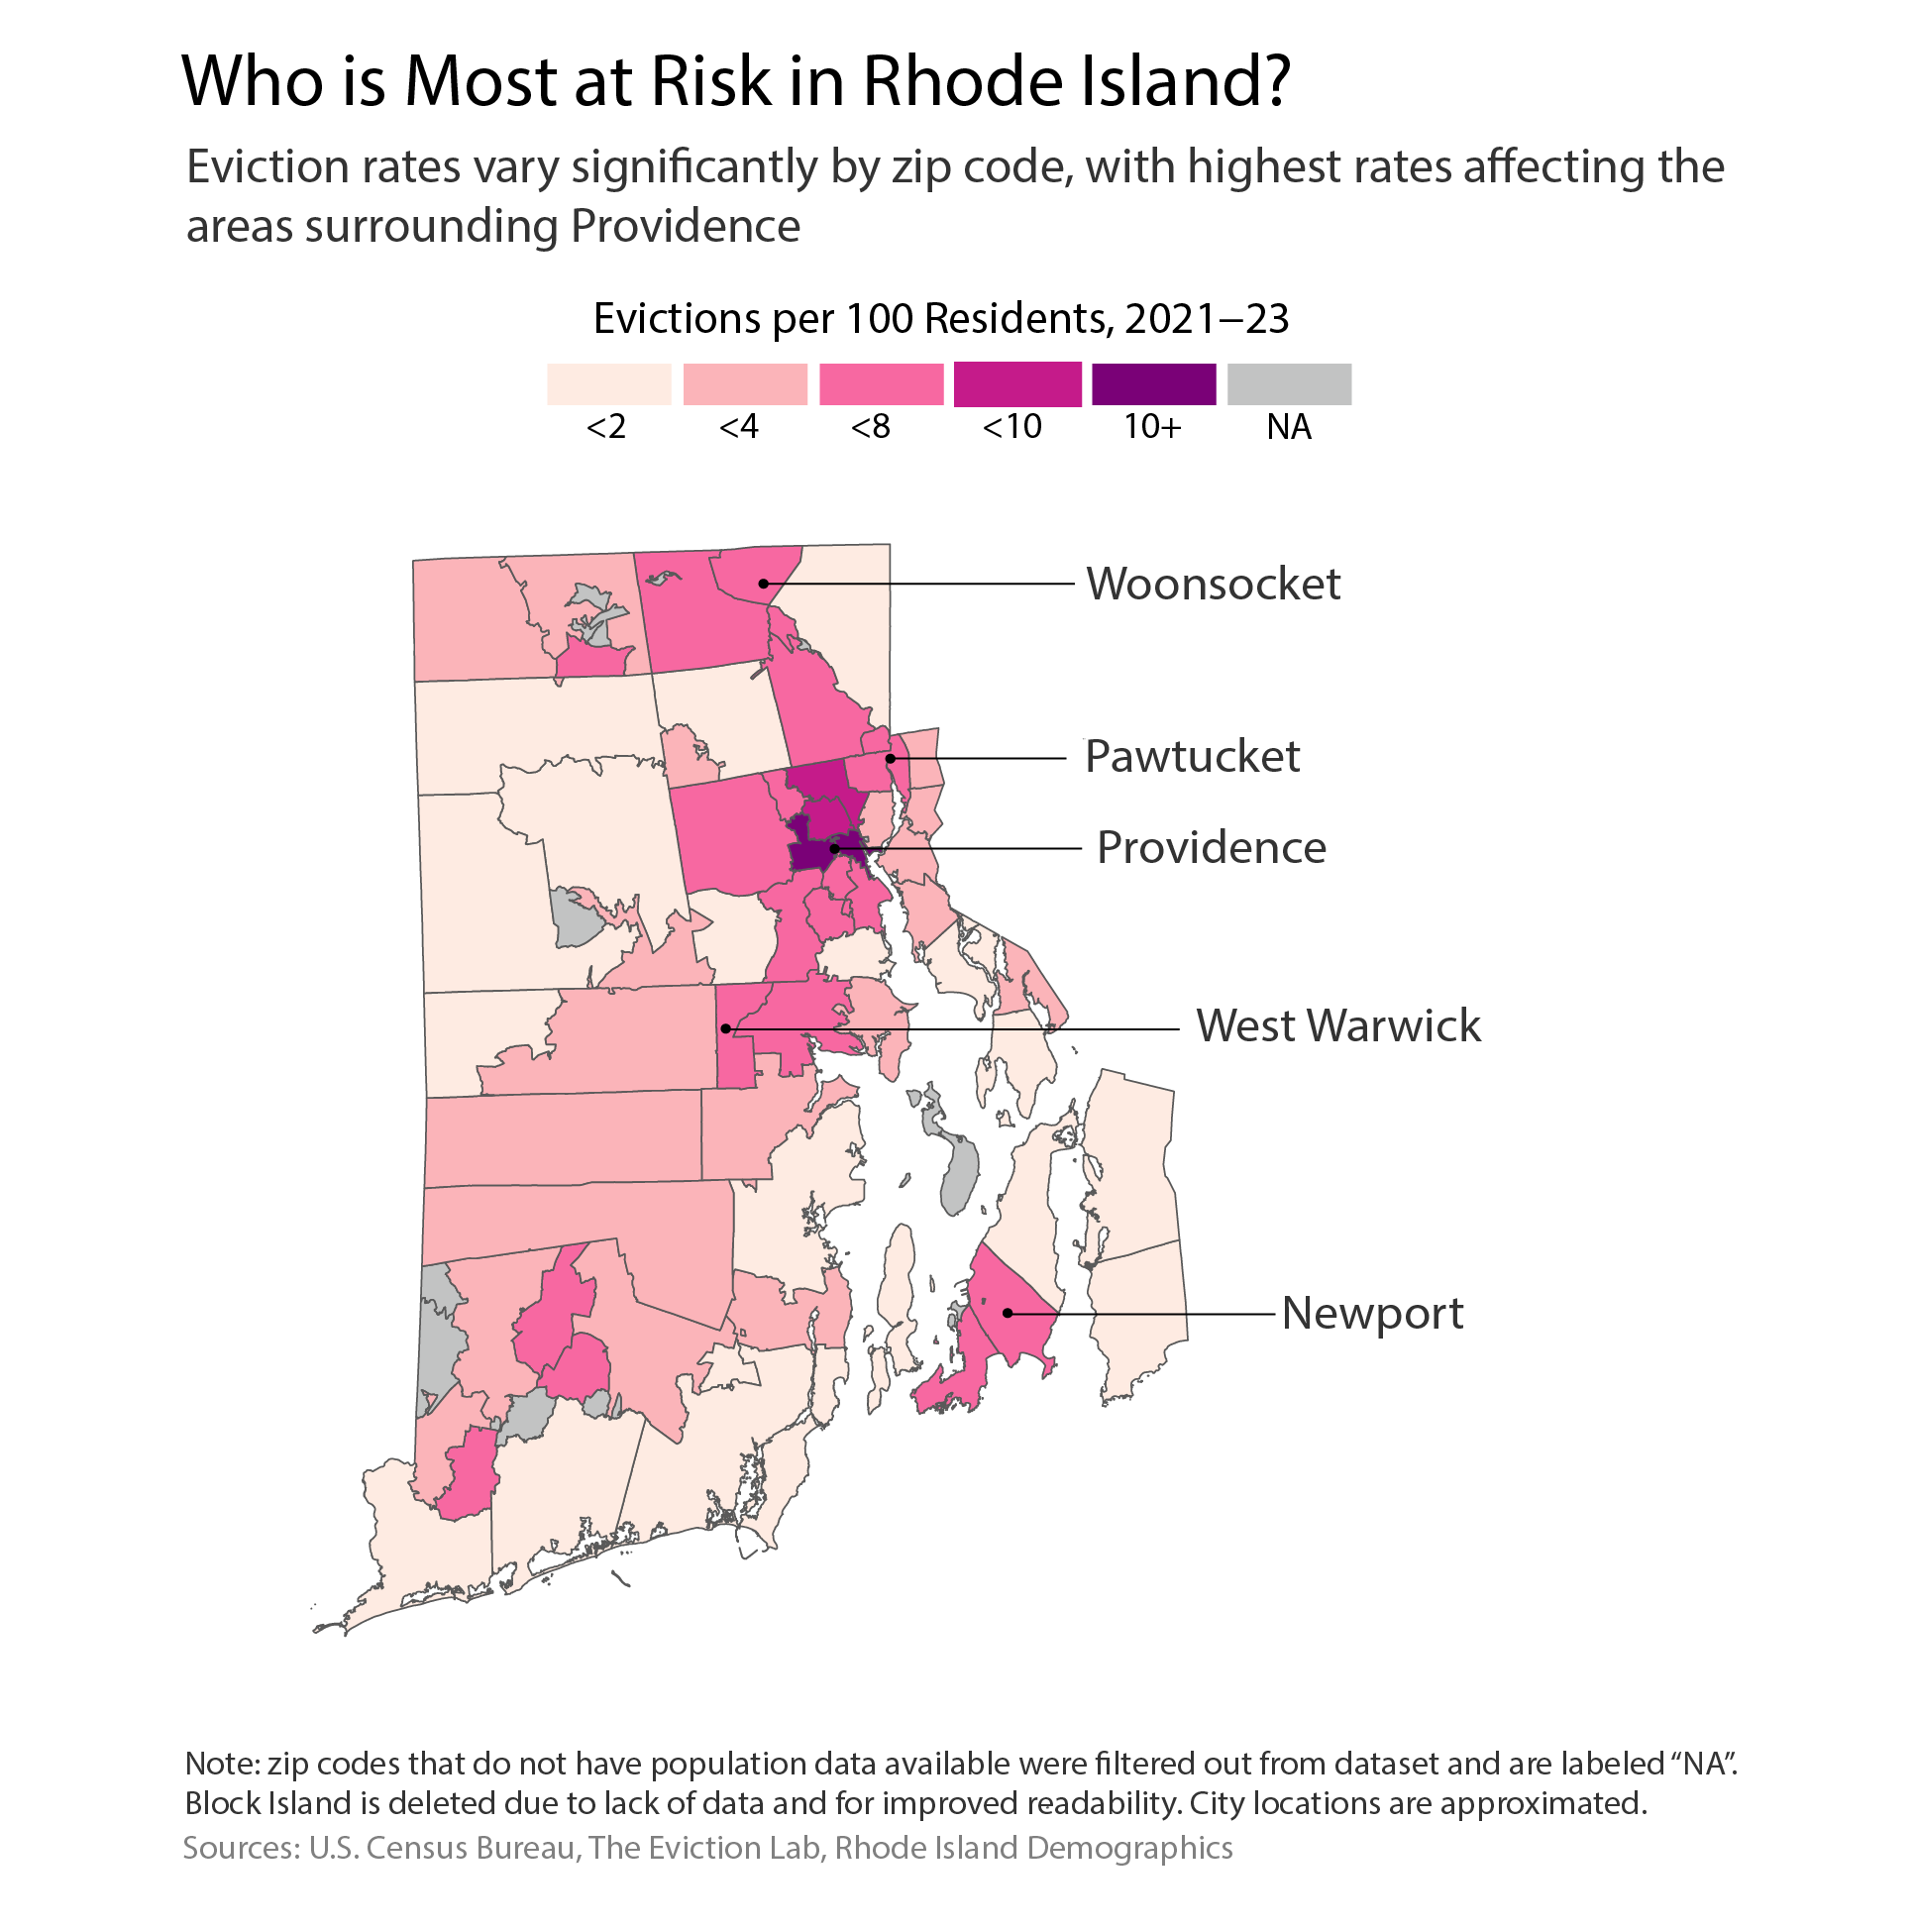 Who is Most at Risk in Rhode Island?
Eviction rates vary significantly by zip code, with highest rates affecting the
areas surrounding Providence
Evictions per 100 Residents, 2021–23
<2 <4 <8 <10 10+ NA
Woonsocket
Pawtucket
Providence
West Warwick
Newport
Note: zip codes that do not have population data available were filtered out from dataset and are labeled “NA”.
Block Island is deleted due to lack of data and for improved readability. City locations are approximated.
Sources: U.S. Census Bureau, The Eviction Lab, Rhode Island Demographics